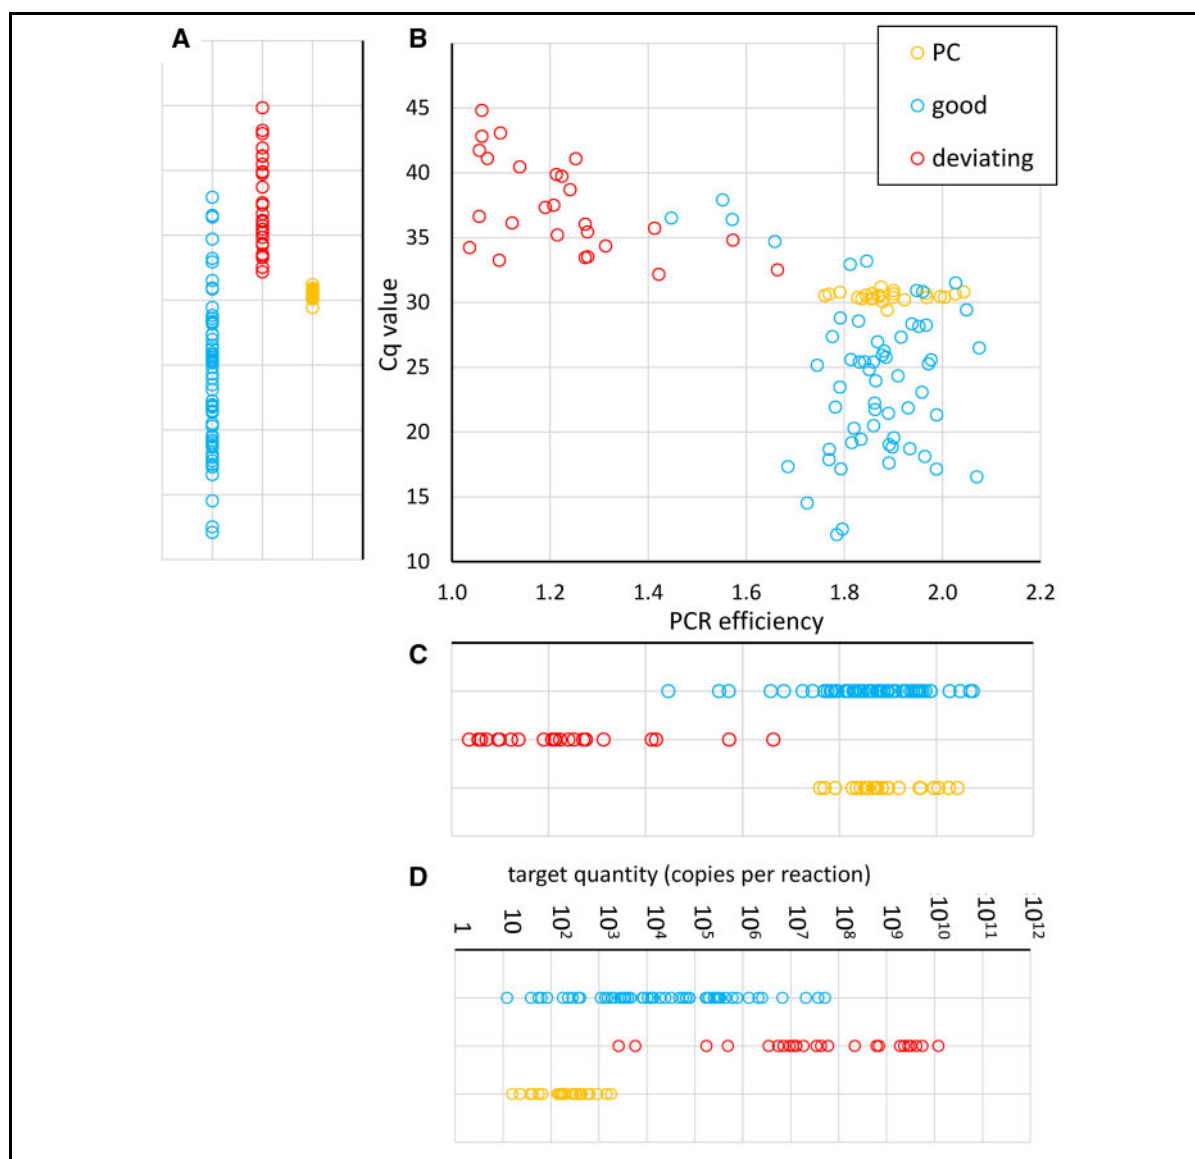 A
B
PC
good
deviating
45
40
35
30
25
20
15
10
Cq value
1.0 1.2 1.4 1.6 1.8 2.0 2.2
PCR efficiency
C
D
target quantity (copies per reaction)
1 10 10² 10³ 10⁴ 10⁵ 10⁶ 10⁷ 10⁸ 10⁹ 10¹⁰ 10¹¹ 10¹²